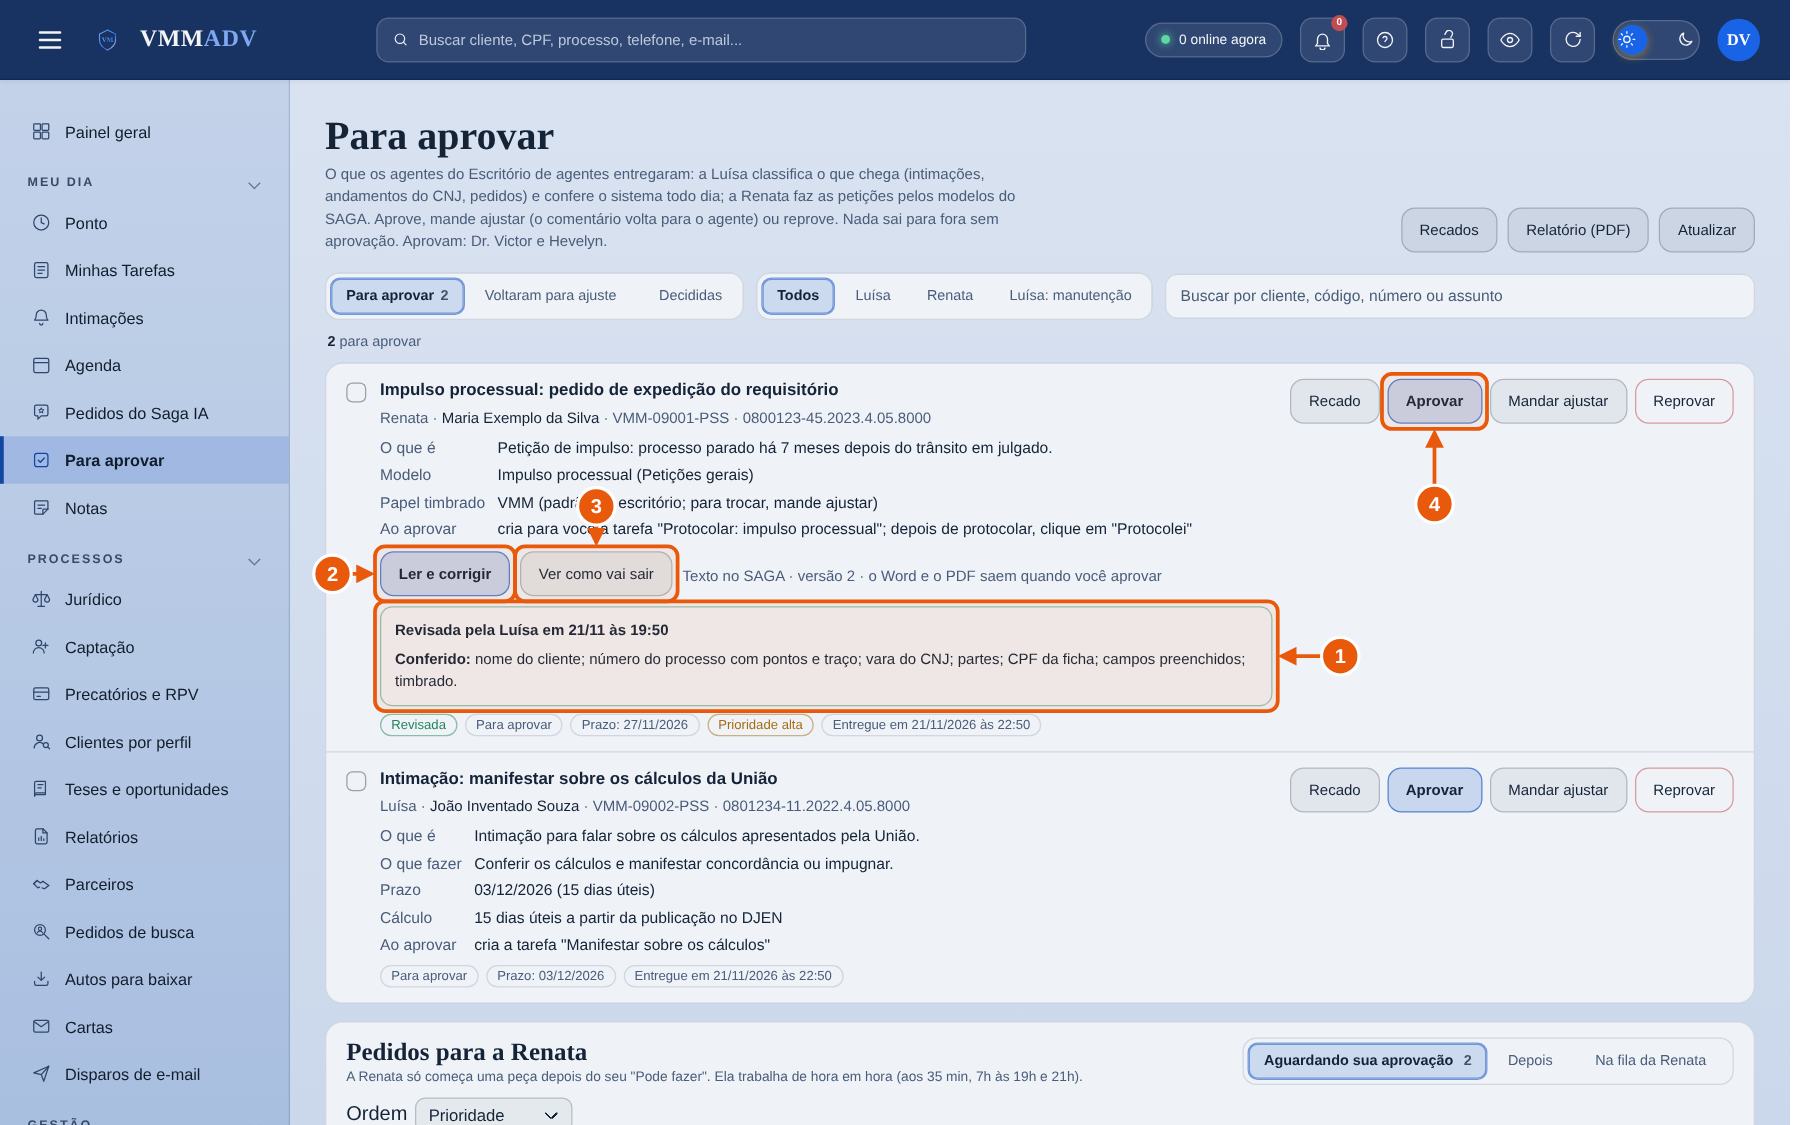 VMMADV
Buscar cliente, CPF, processo, telefone, e-mail...
0 online agora
0
DV
Painel geral
MEU DIA
Ponto
Minhas Tarefas
Intimações
Agenda
Pedidos do Saga IA
Para aprovar
Notas
PROCESSOS
Jurídico
Captação
Precatórios e RPV
Clientes por perfil
Teses e oportunidades
Relatórios
Parceiros
Pedidos de busca
Autos para baixar
Cartas
Disparos de e-mail
GESTÃO
Para aprovar
O que os agentes do Escritório de agentes entregaram: a Luísa classifica o que chega (intimações,
andamentos do CNJ, pedidos) e confere o sistema todo dia; a Renata faz as petições pelos modelos do
SAGA. Aprove, mande ajustar (o comentário volta para o agente) ou reprove. Nada sai para fora sem
aprovação. Aprovam: Dr. Victor e Hevelyn.
Recados
Relatório (PDF)
Atualizar
Para aprovar 2
Voltaram para ajuste
Decididas
Todos
Luísa
Renata
Luísa: manutenção
Buscar por cliente, código, número ou assunto
2 para aprovar
Impulso processual: pedido de expedição do requisitório
Recado
Aprovar
Mandar ajustar
Reprovar
Renata · Maria Exemplo da Silva · VMM-09001-PSS · 0800123-45.2023.4.05.8000
O que é Petição de impulso: processo parado há 7 meses depois do trânsito em julgado.
Modelo Impulso processual (Petições gerais)
Papel timbrado VMM (padr escritório; para trocar, mande ajustar)
3
4
Ao aprovar cria para você a tarefa "Protocolar: impulso processual"; depois de protocolar, clique em "Protocolei"
2
Ler e corrigir
Ver como vai sair
Texto no SAGA · versão 2 · o Word e o PDF saem quando você aprovar
Revisada pela Luísa em 21/11 às 19:50
Conferido: nome do cliente; número do processo com pontos e traço; vara do CNJ; partes; CPF da ficha; campos preenchidos;
timbrado.
1
Revisada
Para aprovar
Prazo: 27/11/2026
Prioridade alta
Entregue em 21/11/2026 às 22:50
Intimação: manifestar sobre os cálculos da União
Recado
Aprovar
Mandar ajustar
Reprovar
Luísa · João Inventado Souza · VMM-09002-PSS · 0801234-11.2022.4.05.8000
O que é Intimação para falar sobre os cálculos apresentados pela União.
O que fazer Conferir os cálculos e manifestar concordância ou impugnar.
Prazo 03/12/2026 (15 dias úteis)
Cálculo 15 dias úteis a partir da publicação no DJEN
Ao aprovar cria a tarefa "Manifestar sobre os cálculos"
Para aprovar
Prazo: 03/12/2026
Entregue em 21/11/2026 às 22:50
Pedidos para a Renata
A Renata só começa uma peça depois do seu "Pode fazer". Ela trabalha de hora em hora (aos 35 min, 7h às 19h e 21h).
Aguardando sua aprovação 2
Depois
Na fila da Renata
Ordem
Prioridade